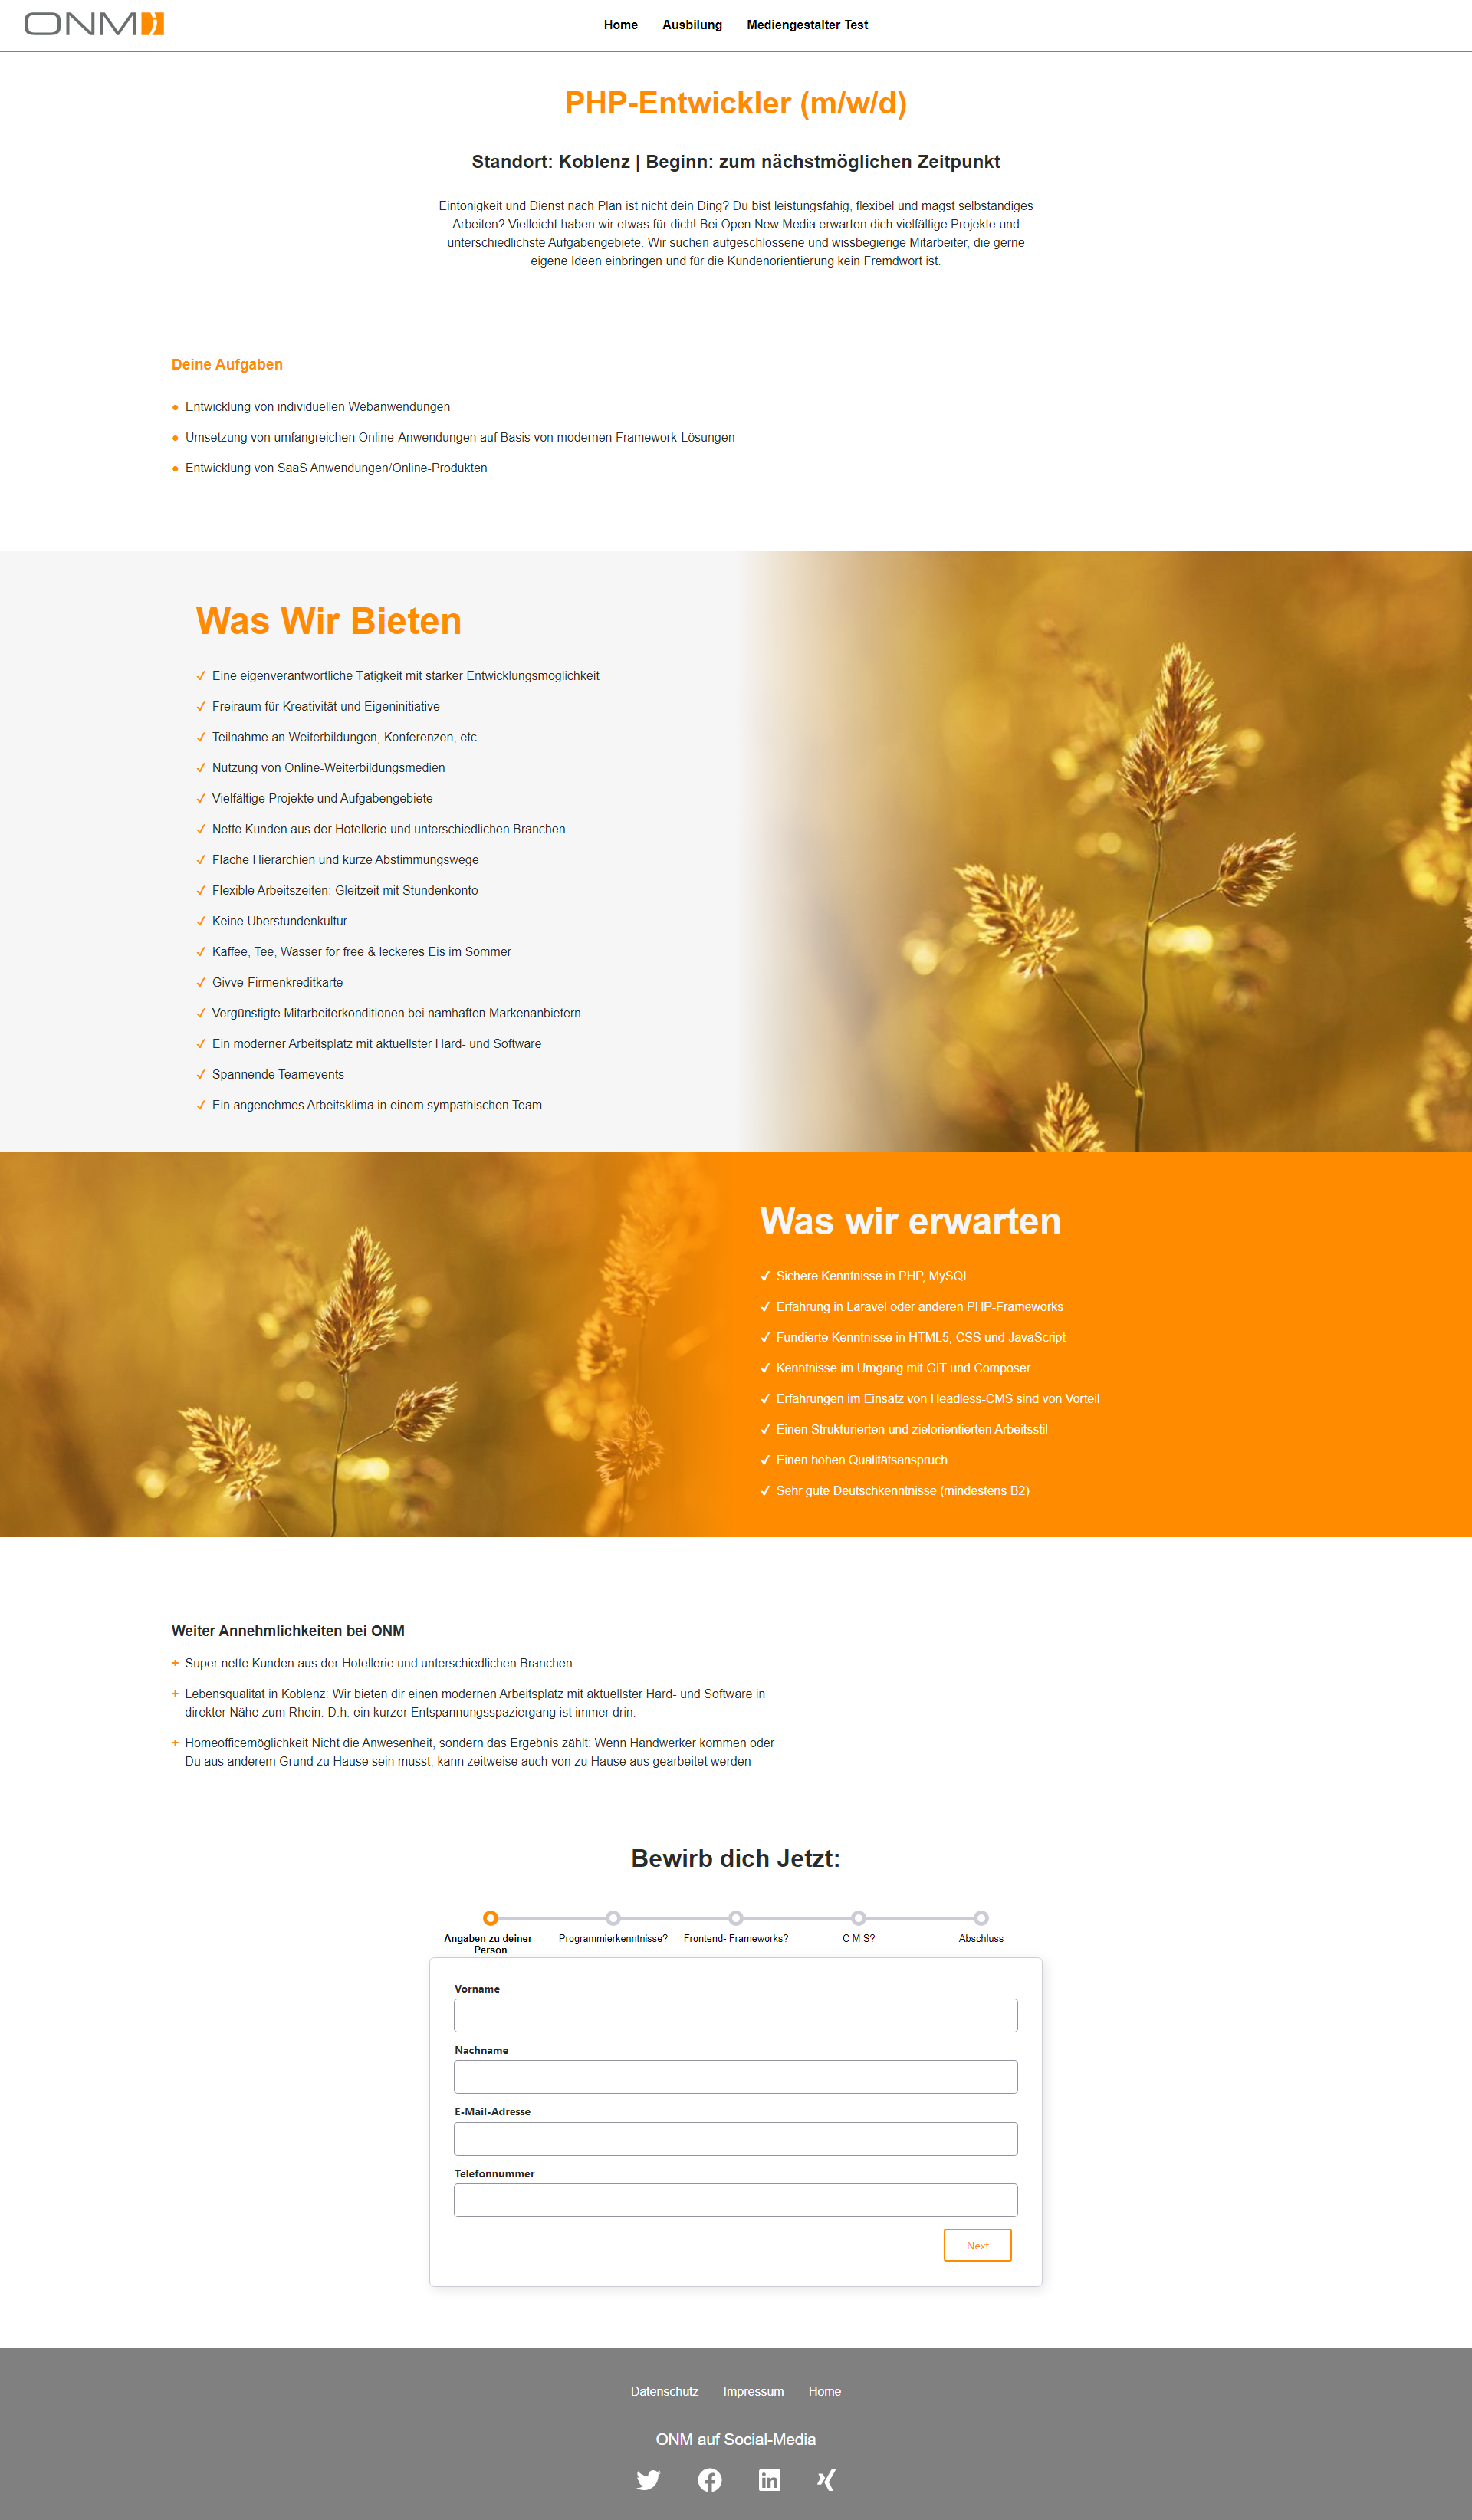 ONM
Home Ausbilung Mediengestalter Test
PHP-Entwickler (m/w/d)
Standort: Koblenz | Beginn: zum nächstmöglichen Zeitpunkt
Eintönigkeit und Dienst nach Plan ist nicht dein Ding? Du bist leistungsfähig, flexibel und magst selbständiges
Arbeiten? Vielleicht haben wir etwas für dich! Bei Open New Media erwarten dich vielfältige Projekte und
unterschiedlichste Aufgabengebiete. Wir suchen aufgeschlossene und wissbegierige Mitarbeiter, die gerne
eigene Ideen einbringen und für die Kundenorientierung kein Fremdwort ist.
Deine Aufgaben
Entwicklung von individuellen Webanwendungen
Umsetzung von umfangreichen Online-Anwendungen auf Basis von modernen Framework-Lösungen
Entwicklung von SaaS Anwendungen/Online-Produkten
Was Wir Bieten
Eine eigenverantwortliche Tätigkeit mit starker Entwicklungsmöglichkeit
Freiraum für Kreativität und Eigeninitiative
Teilnahme an Weiterbildungen, Konferenzen, etc.
Nutzung von Online-Weiterbildungsmedien
Vielfältige Projekte und Aufgabengebiete
Nette Kunden aus der Hotellerie und unterschiedlichen Branchen
Flache Hierarchien und kurze Abstimmungswege
Flexible Arbeitszeiten: Gleitzeit mit Stundenkonto
Keine Überstundenkultur
Kaffee, Tee, Wasser for free & leckeres Eis im Sommer
Givve-Firmenkreditkarte
Vergünstigte Mitarbeiterkonditionen bei namhaften Markenanbietern
Ein moderner Arbeitsplatz mit aktuellster Hard- und Software
Spannende Teamevents
Ein angenehmes Arbeitsklima in einem sympathischen Team
Was wir erwarten
Sichere Kenntnisse in PHP, MySQL
Erfahrung in Laravel oder anderen PHP-Frameworks
Fundierte Kenntnisse in HTML5, CSS und JavaScript
Kenntnisse im Umgang mit GIT und Composer
Erfahrungen im Einsatz von Headless-CMS sind von Vorteil
Einen Strukturierten und zielorientierten Arbeitsstil
Einen hohen Qualitätsanspruch
Sehr gute Deutschkenntnisse (mindestens B2)
Weiter Annehmlichkeiten bei ONM
+ Super nette Kunden aus der Hotellerie und unterschiedlichen Branchen
+ Lebensqualität in Koblenz: Wir bieten dir einen modernen Arbeitsplatz mit aktuellster Hard- und Software in
direkter Nähe zum Rhein. D.h. ein kurzer Entspannungsspaziergang ist immer drin.
+ Homeofficemöglichkeit Nicht die Anwesenheit, sondern das Ergebnis zählt: Wenn Handwerker kommen oder
Du aus anderem Grund zu Hause sein musst, kann zeitweise auch von zu Hause aus gearbeitet werden
Bewirb dich Jetzt:
Angaben zu deiner Programmierkenntnisse? Frontend- Frameworks? C M S? Abschluss
Person
Vorname
Nachname
E-Mail-Adresse
Telefonnummer
Next
Datenschutz Impressum Home
ONM auf Social-Media